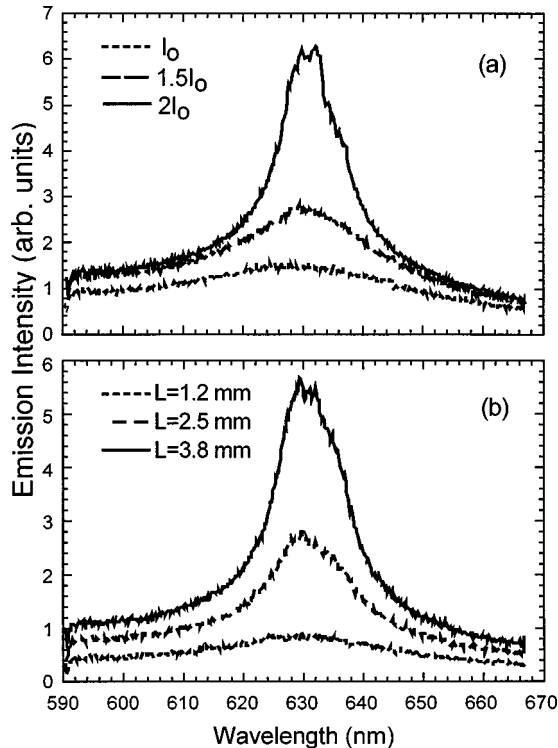 7
6
5
4
3
2
1
0
I₀
1.5I₀
2I₀
(a)
Emission Intensity (arb. units)
6
5
4
3
2
1
0
L=1.2 mm
L=2.5 mm
L=3.8 mm
(b)
590 600 610 620 630 640 650 660 670
Wavelength (nm)